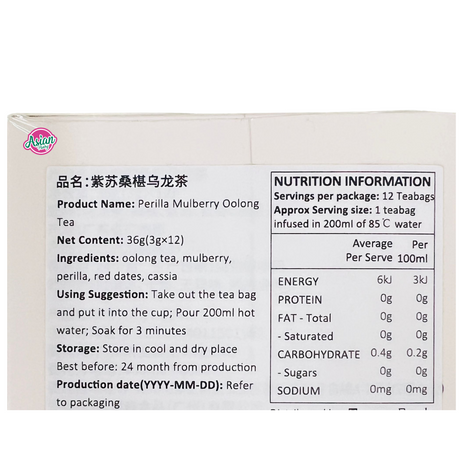 Asian
品名:紫苏桑椹乌龙茶
Product Name: Perilla Mulberry Oolong
Tea
Net Content: 36g(3g×12)
Ingredients: oolong tea, mulberry,
perilla, red dates, cassia
Using Suggestion: Take out the tea bag
and put it into the cup; Pour 200ml hot
water; Soak for 3 minutes
Storage: Store in cool and dry place
Best before: 24 month from production
Production date(YYYY-MM-DD): Refer
to packaging
NUTRITION INFORMATION
Servings per package: 12 Teabags
Approx Serving size: 1 teabag
infused in 200ml of 85℃ water
Average Per Serve Per 100ml
ENERGY 6kJ 3kJ
PROTEIN 0g 0g
FAT - Total 0g 0g
- Saturated 0g 0g
CARBOHYDRATE 0.4g 0.2g
- Sugars 0g 0g
SODIUM 0mg 0mg